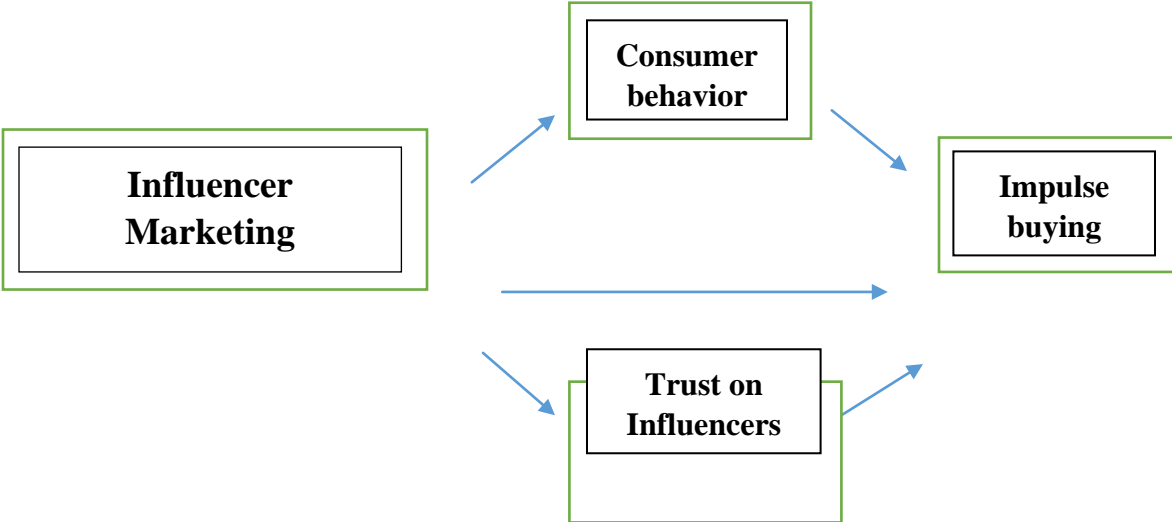 Consumer
behavior
Influencer
Marketing
Impulse
buying
Trust on
Influencers